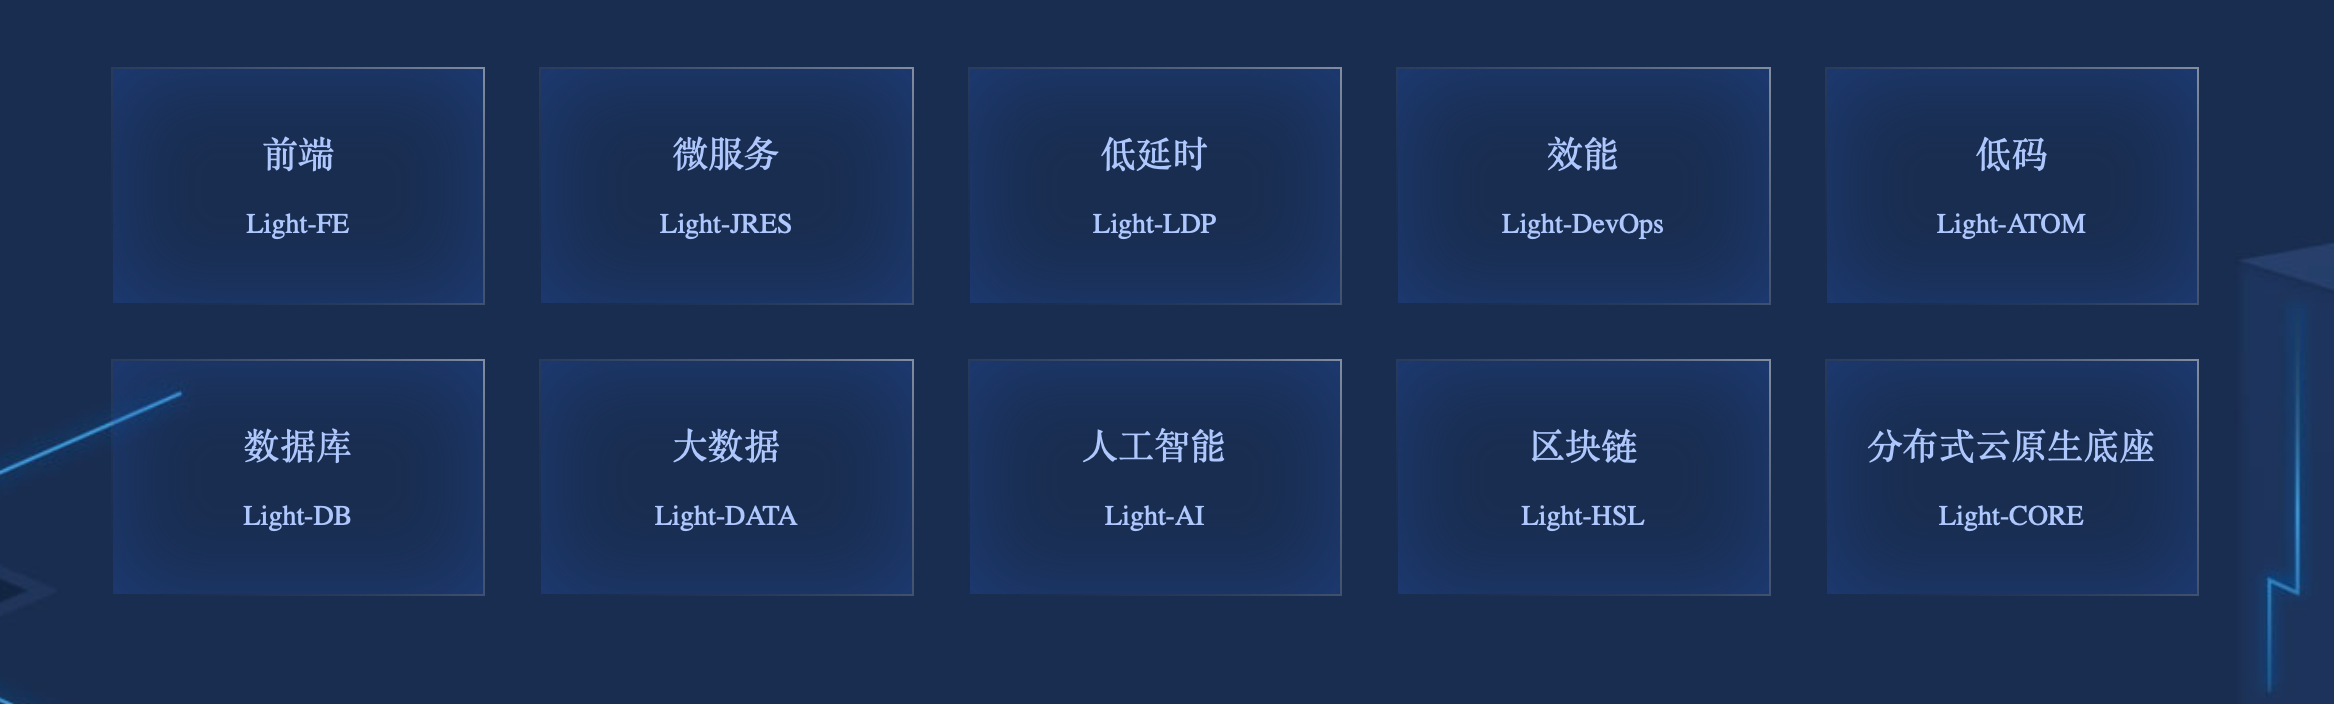 前端
Light-FE
微服务
Light-JRES
低延时
Light-LDP
效能
Light-DevOps
低码
Light-ATOM
数据库
Light-DB
大数据
Light-DATA
人工智能
Light-AI
区块链
Light-HSL
分布式云原生底座
Light-CORE